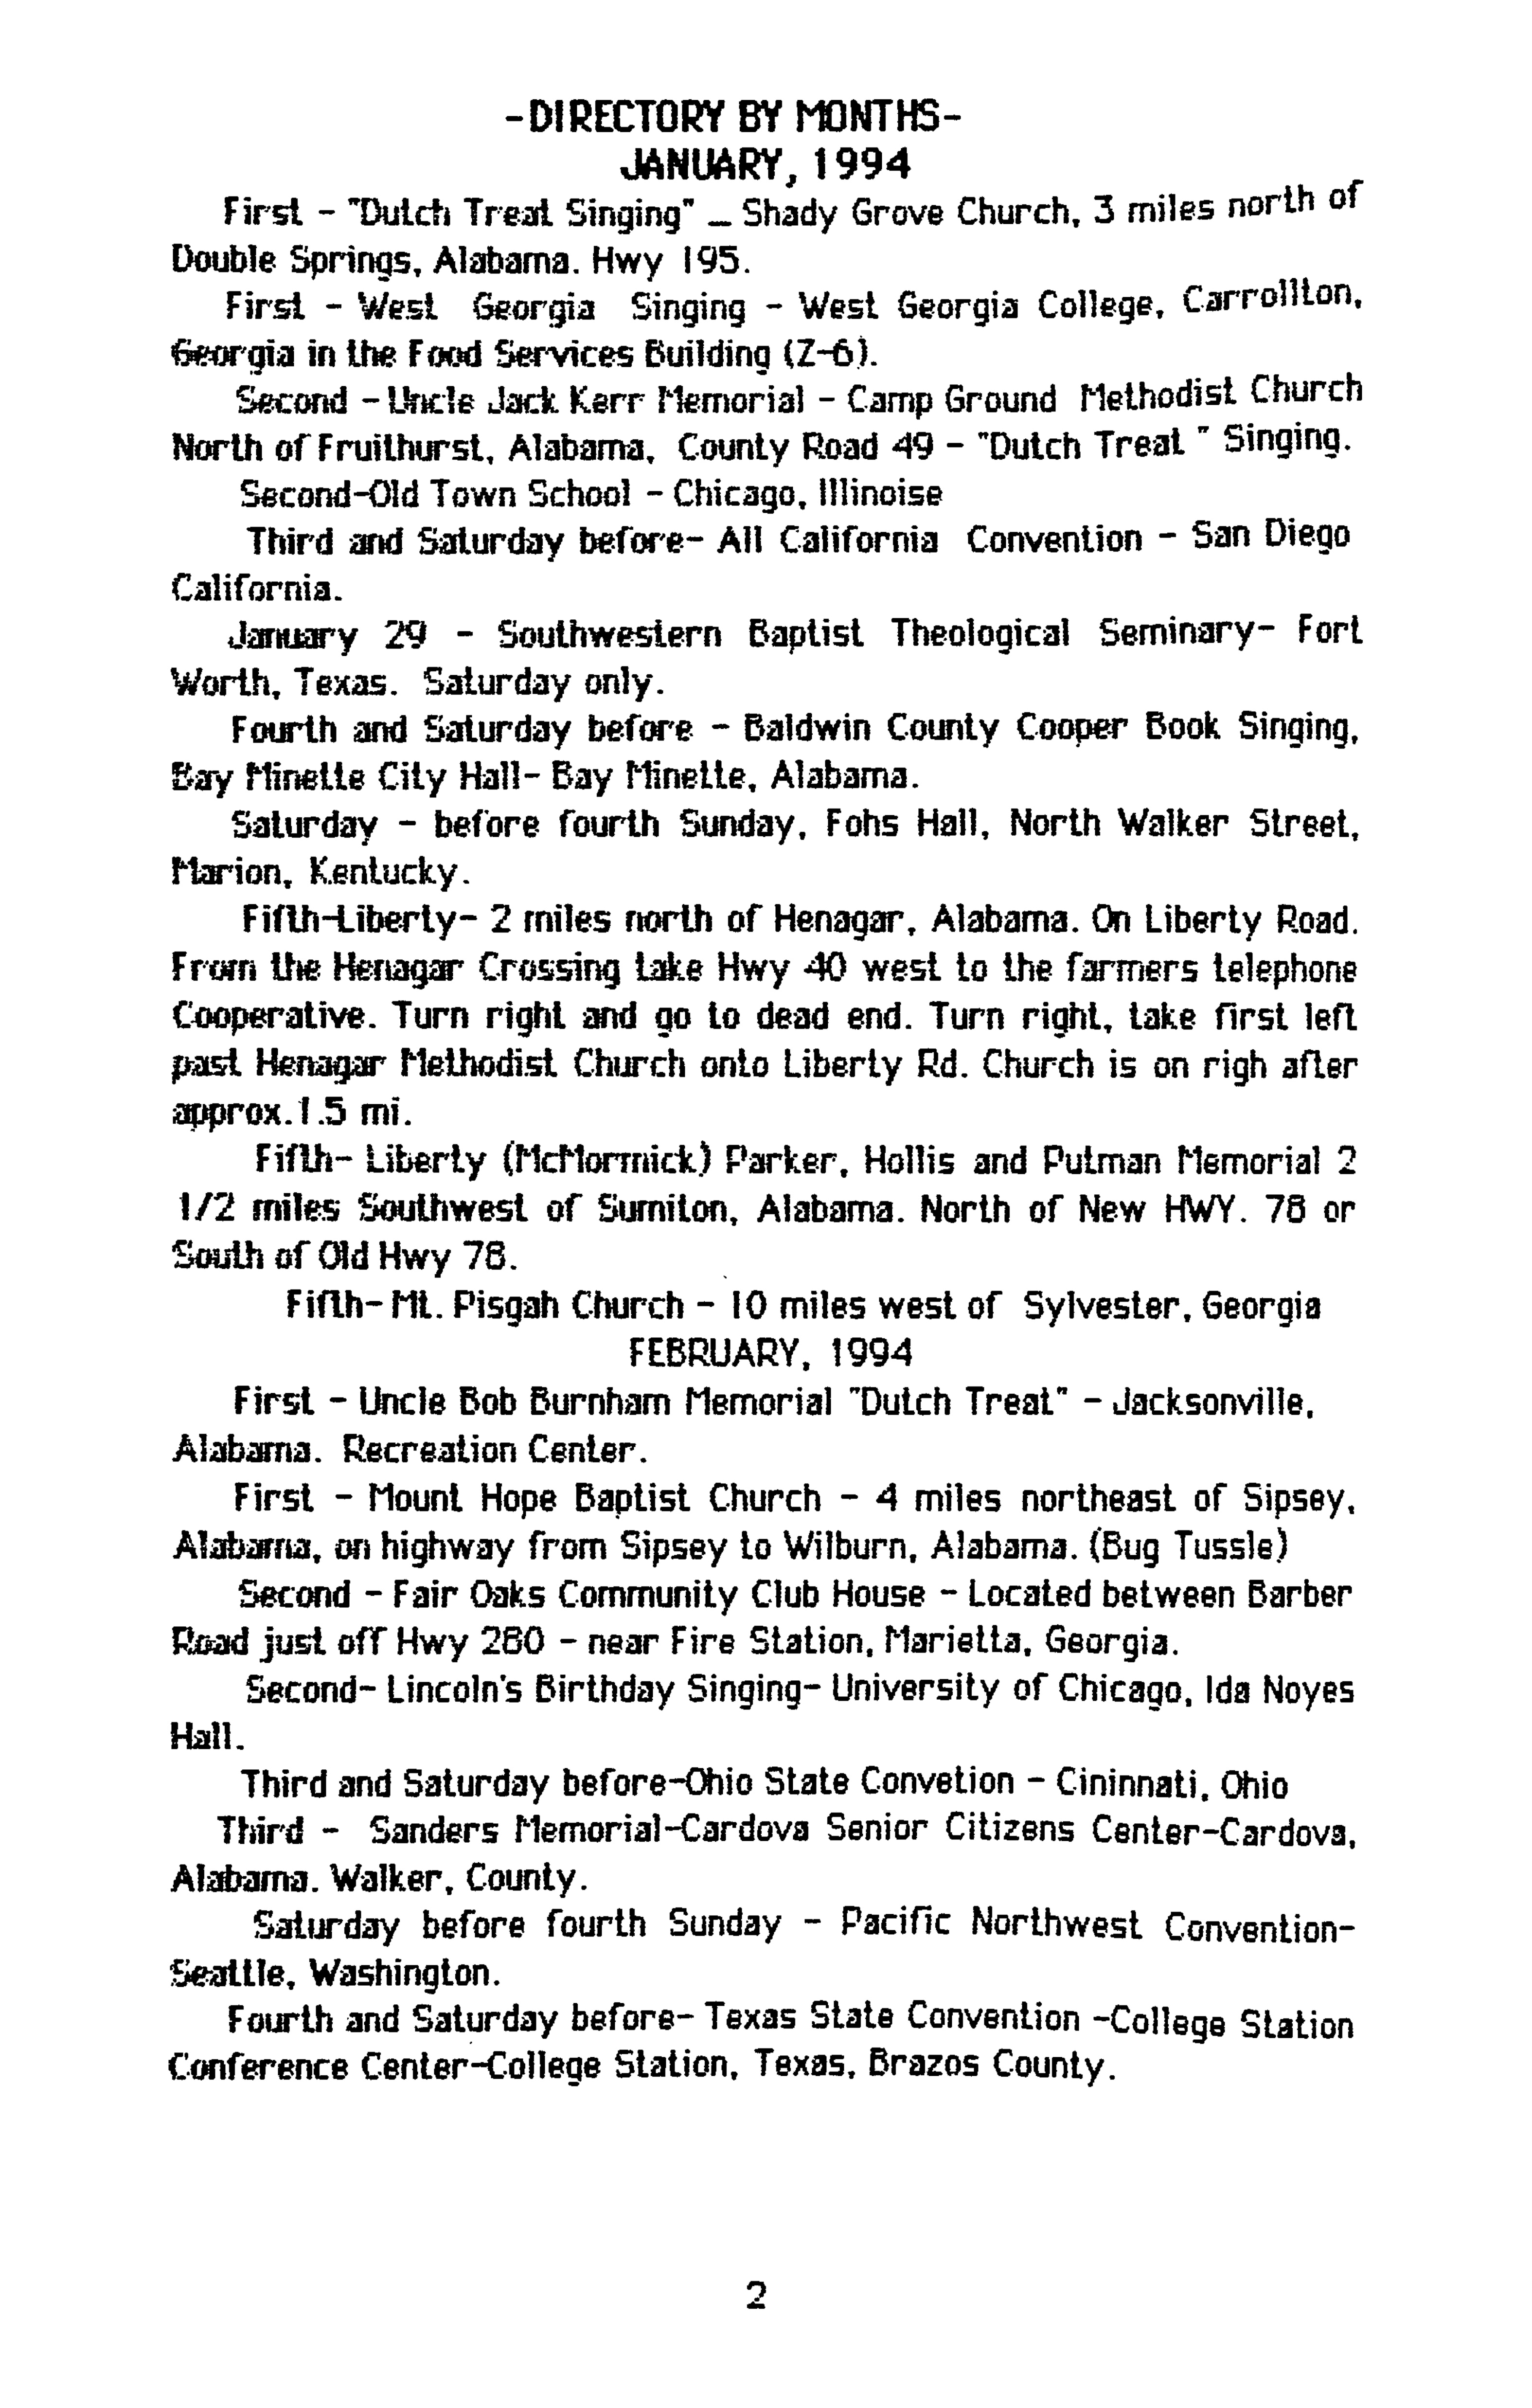 -DIRECTORY BY MONTHS-
JANUARY, 1994
First - "Dutch Treat Singing" _ Shady Grove Church, 3 miles north of
Double Springs, Alabama. Hwy 195.
First - West Georgia Singing - West Georgia College, Carrollton,
Georgia in the Food Services Building (Z-6).
Second - Uncle Jack Kerr Memorial - Camp Ground Methodist Church
North of Fruithurst, Alabama, County Road 49 - "Dutch Treat " Singing.
Second-Old Town School - Chicago, Illinoise
Third and Saturday before- All California Convention - San Diego
California.
January 29 - Southwestern Baptist Theological Seminary- Fort
Worth, Texas. Saturday only.
Fourth and Saturday before - Baldwin County Cooper Book Singing,
Bay Minette City Hall- Bay Minette, Alabama.
Saturday - before fourth Sunday, Fohs Hall, North Walker Street,
Marion, Kentucky.
Fifth-Liberty- 2 miles north of Henagar, Alabama. On Liberty Road.
From the Henagar Crossing take Hwy 40 west to the farmers telephone
Cooperative. Turn right and go to dead end. Turn right, take first left
past Henagar Methodist Church onto Liberty Rd. Church is on righ after
approx.1.5 mi.
Fifth- Liberty (McMormick) Parker, Hollis and Putman Memorial 2
1/2 miles Southwest of Sumiton, Alabama. North of New HWY. 78 or
South of Old Hwy 78.
Fifth- Mt. Pisgah Church - 10 miles west of Sylvester, Georgia
FEBRUARY, 1994
First - Uncle Bob Burnham Memorial "Dutch Treat" - Jacksonville,
Alabama. Recreation Center.
First - Mount Hope Baptist Church - 4 miles northeast of Sipsey,
Alabama, on highway from Sipsey to Wilburn, Alabama. (Bug Tussle)
Second - Fair Oaks Community Club House - Located between Barber
Road just off Hwy 280 - near Fire Station, Marietta, Georgia.
Second- Lincoln's Birthday Singing- University of Chicago, Ida Noyes
Hall.
Third and Saturday before-Ohio State Convetion - Cininnati, Ohio
Third - Sanders Memorial-Cardova Senior Citizens Center-Cardova,
Alabama. Walker, County.
Saturday before fourth Sunday - Pacific Northwest Convention-
Seattle, Washington.
Fourth and Saturday before- Texas State Convention -College Station
Conference Center-College Station, Texas, Brazos County.
2